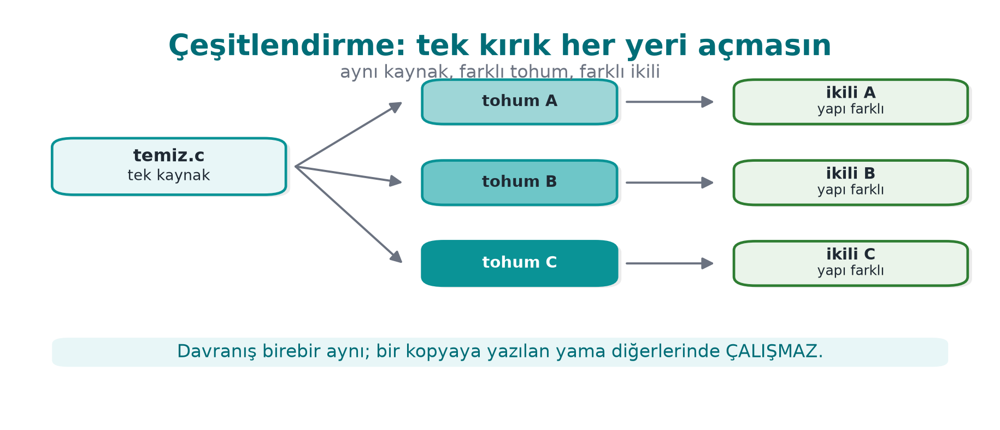 Çeşitlendirme: tek kırık her yeri açmasın
aynı kaynak, farklı tohum, farklı ikili
temiz.c
tek kaynak
tohum A
ikili A
yapı farklı
tohum B
ikili B
yapı farklı
tohum C
ikili C
yapı farklı
Davranış birebir aynı; bir kopyaya yazılan yama diğerlerinde ÇALIŞMAZ.